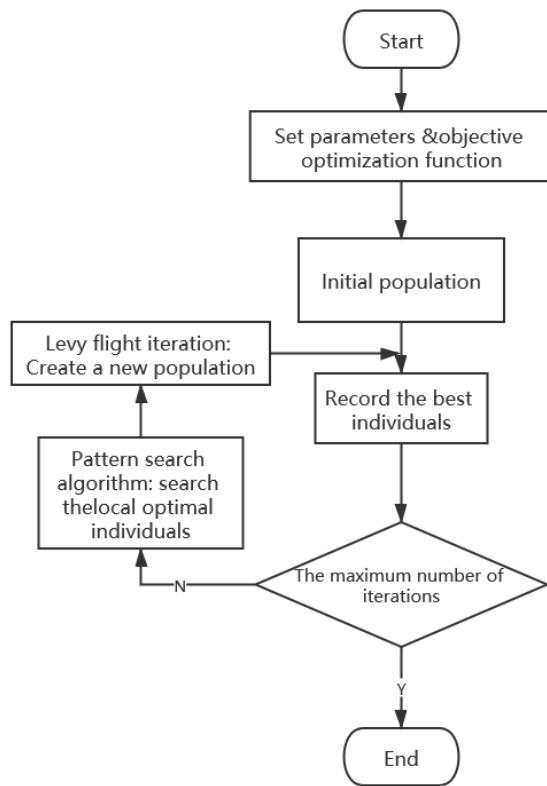 Start
Set parameters &objective
optimization function
Initial population
Levy flight iteration:
Create a new population
Record the best
individuals
Pattern search
algorithm: search
thelocal optimal
individuals
The maximum number of
iterations
N
Y
End